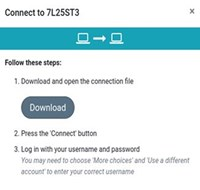 Connect to 7L25ST3
×
Follow these steps:
1. Download and open the connection file
Download
2. Press the 'Connect' button
3. Log in with your username and password
You may need to choose 'More choices' and 'Use a different
account' to enter your correct username